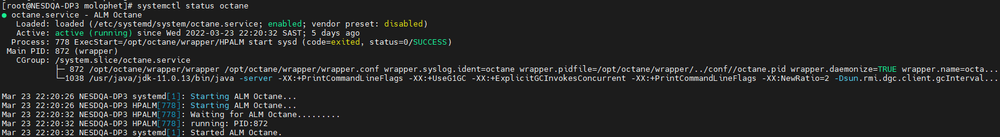 [root@NESDQA-DP3 molophet]# systemctl status octane
● octane.service - ALM Octane
   Loaded: loaded (/etc/systemd/system/octane.service; enabled; vendor preset: disabled)
   Active: active (running) since Wed 2022-03-23 22:20:32 SAST; 5 days ago
  Process: 778 ExecStart=/opt/octane/wrapper/HPALM start sysd (code=exited, status=0/SUCCESS)
 Main PID: 872 (wrapper)
   CGroup: /system.slice/octane.service
           ├─ 872 /opt/octane/wrapper/wrapper /opt/octane/wrapper/wrapper.conf wrapper.syslog.ident=octane wrapper.pidfile=/opt/octane/wrapper/../conf//octane.pid wrapper.daemonize=TRUE wrapper.name=octa...
           └─1038 /usr/java/jdk-11.0.13/bin/java -server -XX:+PrintCommandLineFlags -XX:+UseG1GC -XX:+ExplicitGCInvokesConcurrent -XX:+PrintCommandLineFlags -XX:NewRatio=2 -Dsun.rmi.dgc.client.gcInterval...

Mar 23 22:20:26 NESDQA-DP3 systemd[1]: Starting ALM Octane...
Mar 23 22:20:26 NESDQA-DP3 HPALM[778]: Starting ALM Octane...
Mar 23 22:20:32 NESDQA-DP3 HPALM[778]: Waiting for ALM Octane.........
Mar 23 22:20:32 NESDQA-DP3 HPALM[778]: running: PID:872
Mar 23 22:20:32 NESDQA-DP3 systemd[1]: Started ALM Octane.